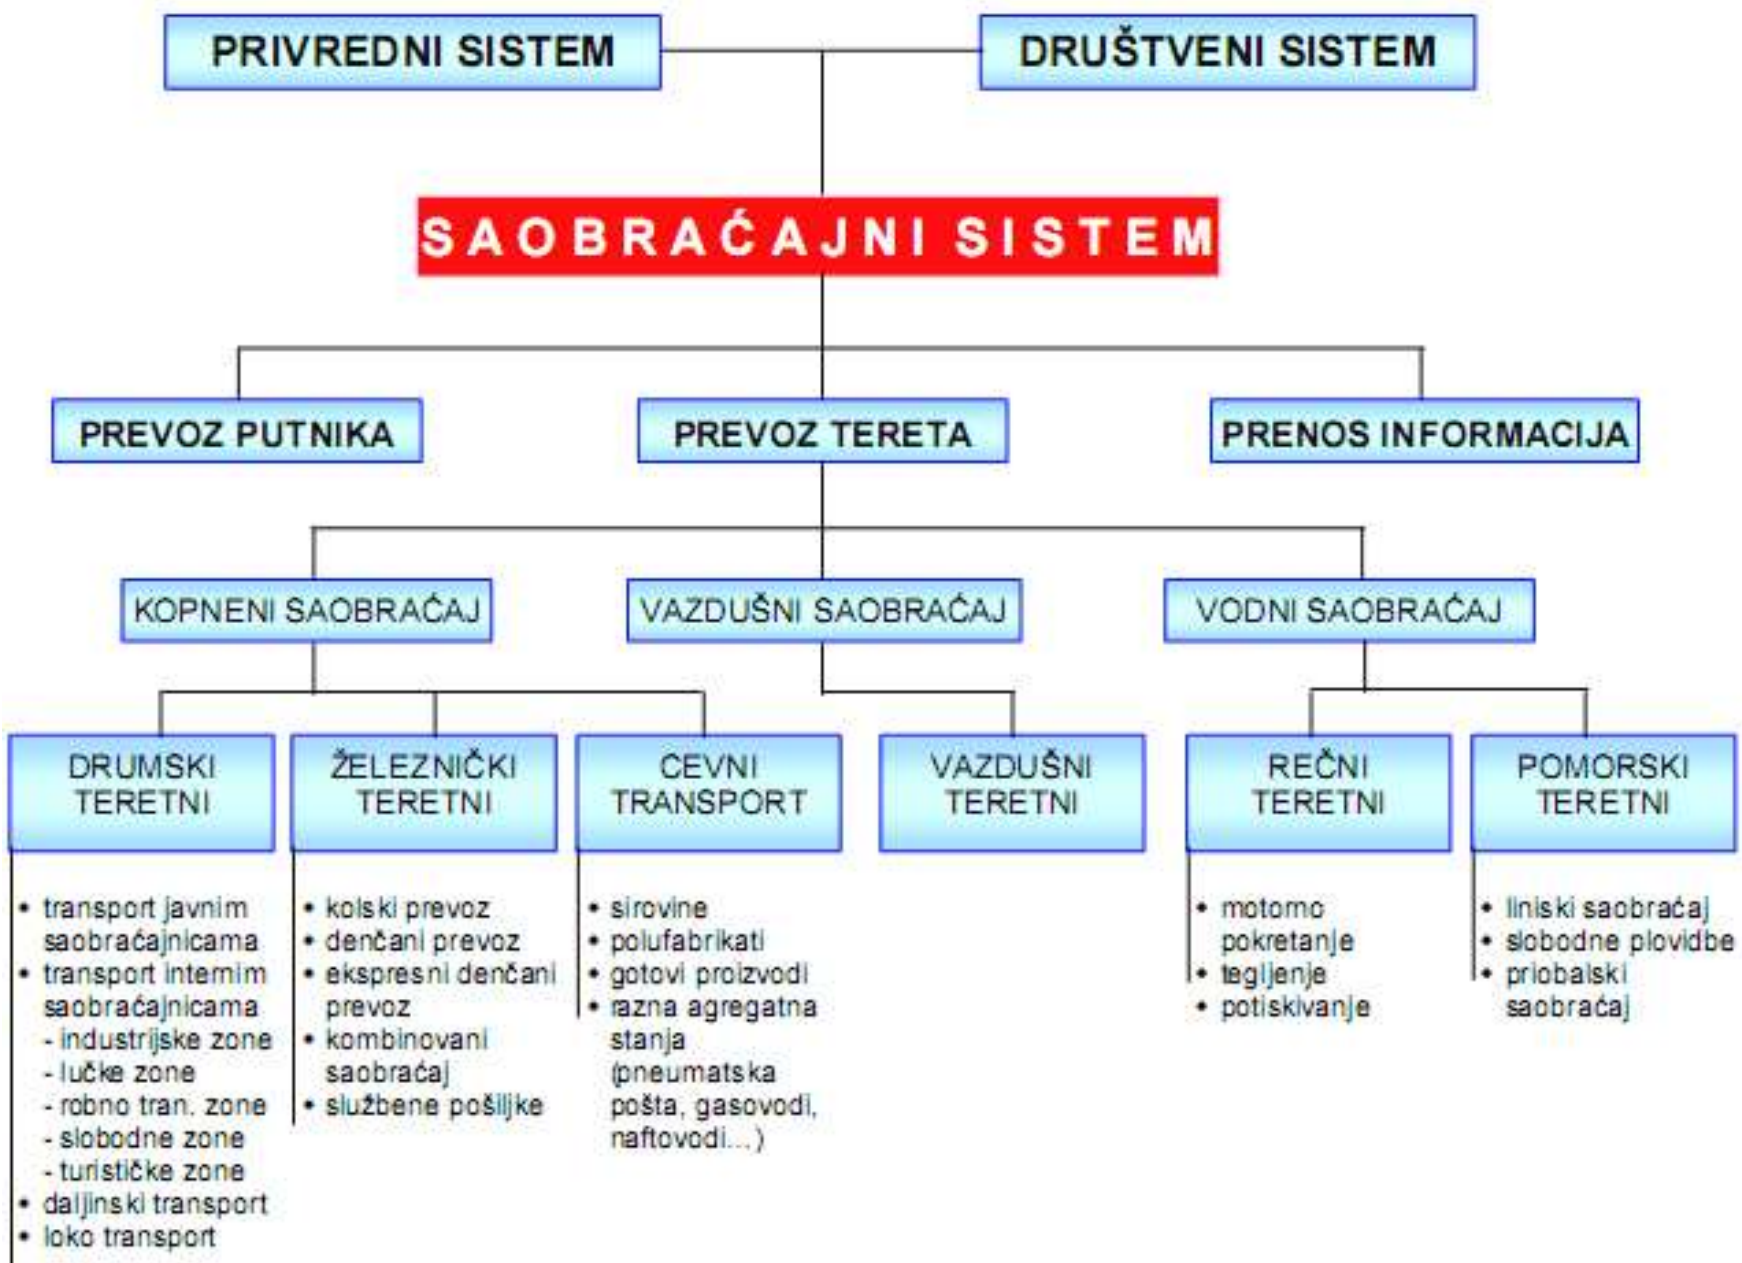 PRIVREDNI SISTEM
DRUŠTVENI SISTEM
SAOBRAĆAJNI SISTEM
PREVOZ PUTNIKA
PREVOZ TERETA
PRENOS INFORMACIJA
KOPNENI SAOBRAĆAJ
VAZDUŠNI SAOBRAĆAJ
VODNI SAOBRAĆAJ
DRUMSKI
TERETNI
ŽELEZNIČKI
TERETNI
CEVNI
TRANSPORT
VAZDUŠNI
TERETNI
REČNI
TERETNI
POMORSKI
TERETNI
• transport javnim
saobraćajnicama
• transport internim
saobraćajnicama
- industrijske zone
- lučke zone
- robno tran. zone
- slobodne zone
- turističke zone
• daljinski transport
• loko transport
• kolski prevoz
• denčani prevoz
• ekspresni denčani
prevoz
• kombinovani
saobraćaj
• službene pošiljke
• sirovine
• polufabrikati
• gotovi proizvodi
• razna agregatna
stanja
(pneumatska
pošta, gasovodi,
naftovodi...)
• motorno
pokretanje
• tegljenje
• potiskivanje
• liniski saobraćaj
• slobodne plovidbe
• priobalski
saobraćaj